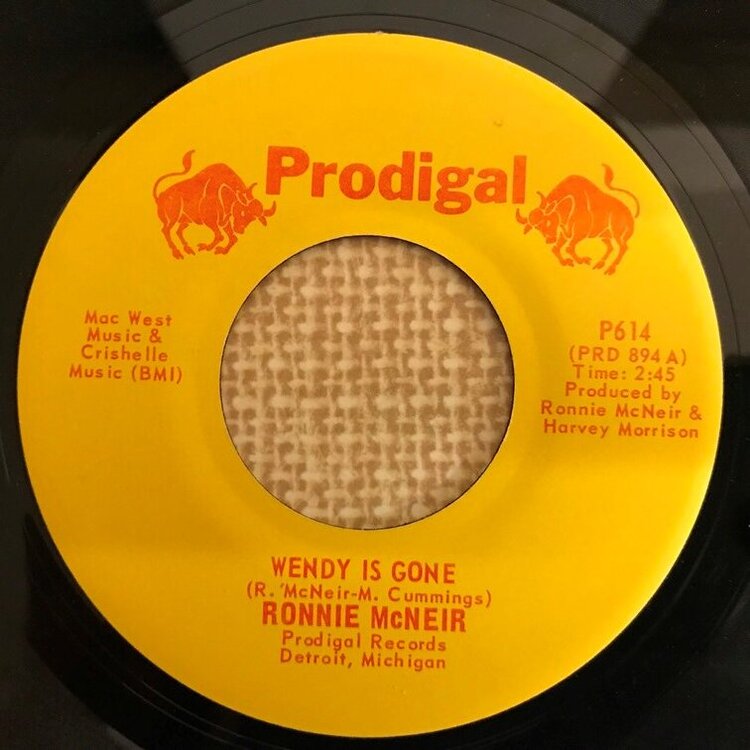 Prodigal
Mac West
Music &
Crishelle
Music (BMI)
P614
(PRD 894 A)
Time: 2:45
Produced by
Ronnie McNeir &
Harvey Morrison
WENDY IS GONE
(R. McNeir-M. Cummings)
RONNIE McNEIR
Prodigal Records
Detroit, Michigan